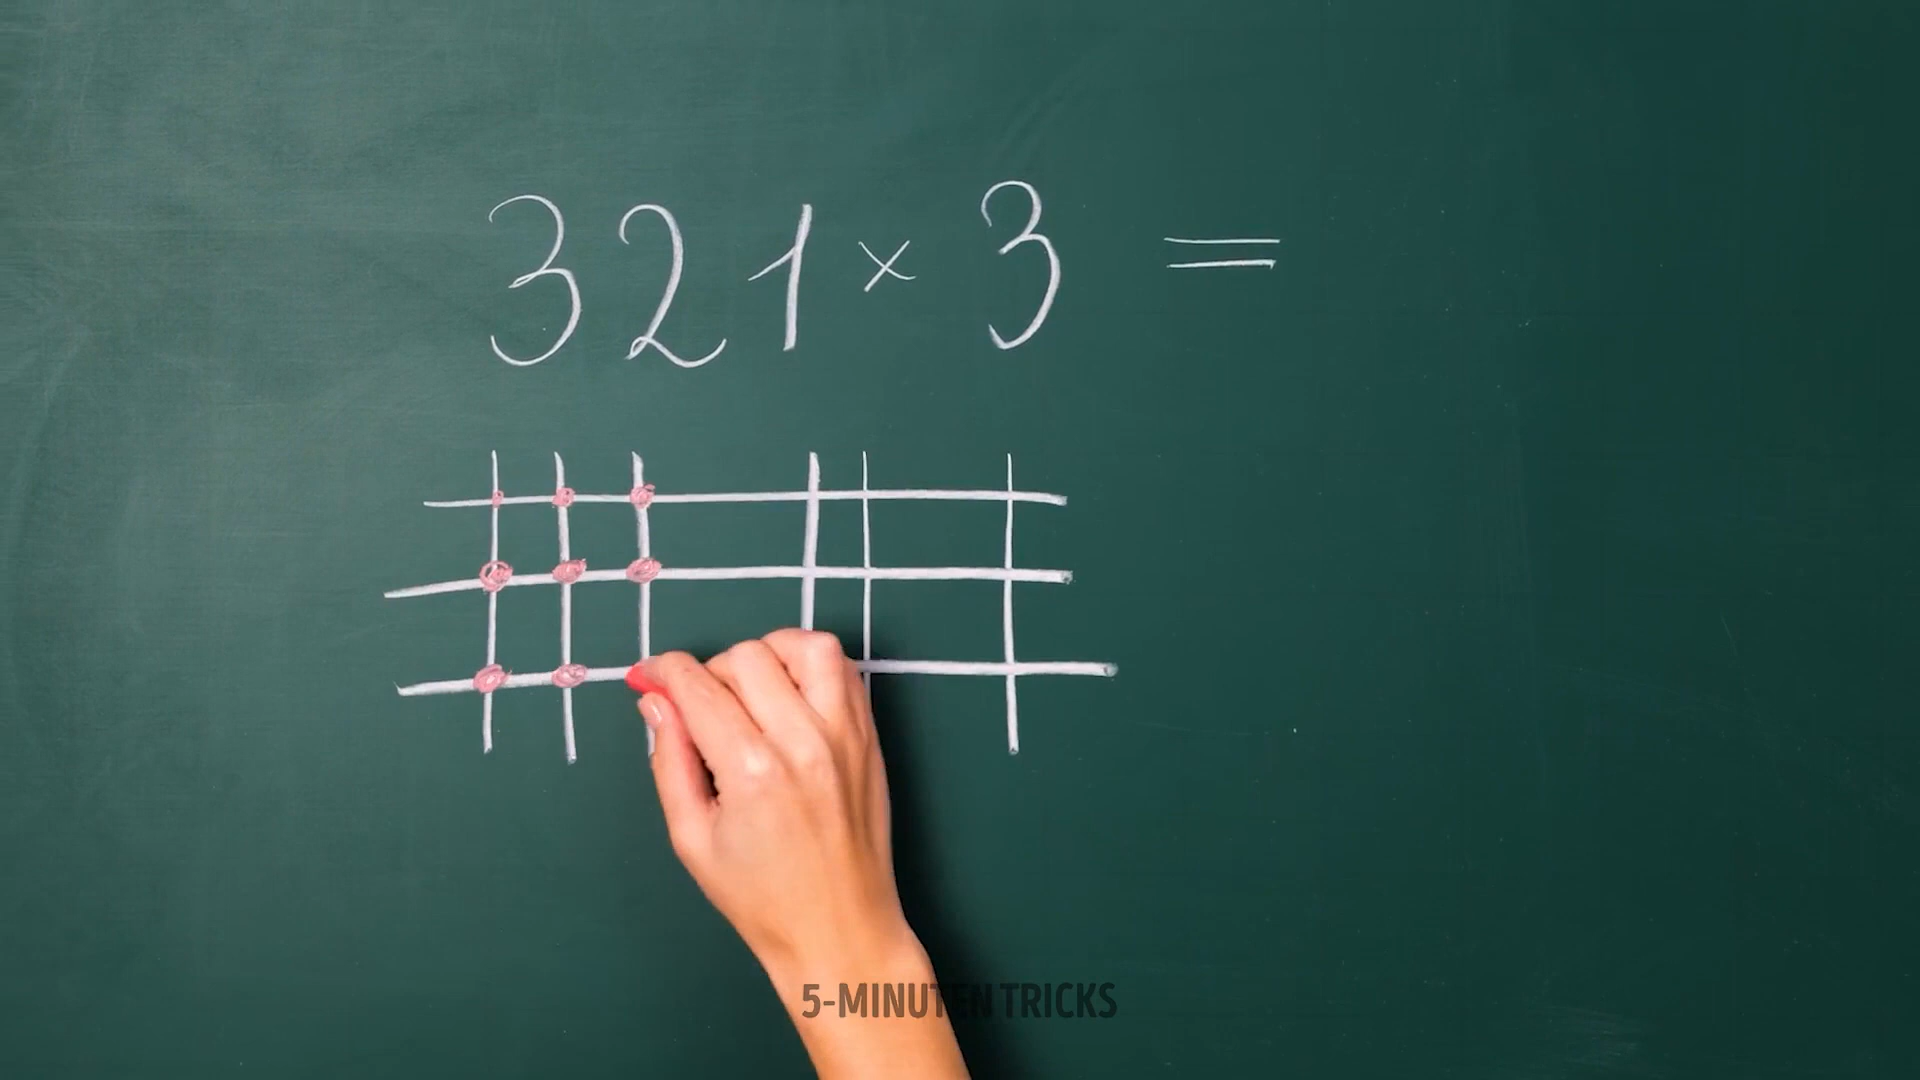 321 × 3 =
5-MINUTEN TRICKS